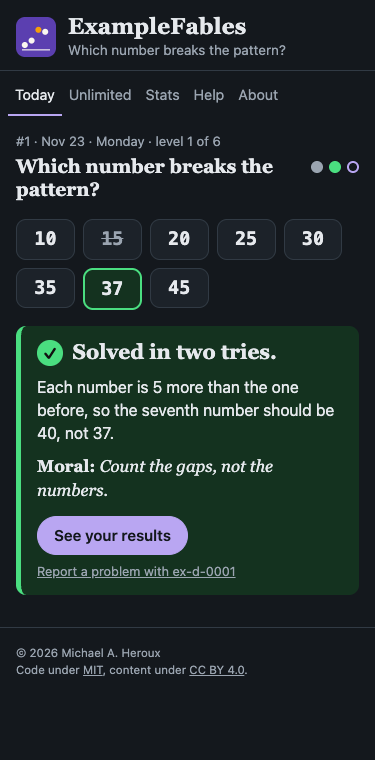 ExampleFables
Which number breaks the pattern?
Today Unlimited Stats Help About
#1 · Nov 23 · Monday · level 1 of 6
Which number breaks the
pattern?
10 15 20 25 30
35 37 45
Solved in two tries.
Each number is 5 more than the one
before, so the seventh number should be
40, not 37.
Moral: Count the gaps, not the
numbers.
See your results
Report a problem with ex-d-0001
© 2026 Michael A. Heroux
Code under MIT, content under CC BY 4.0.